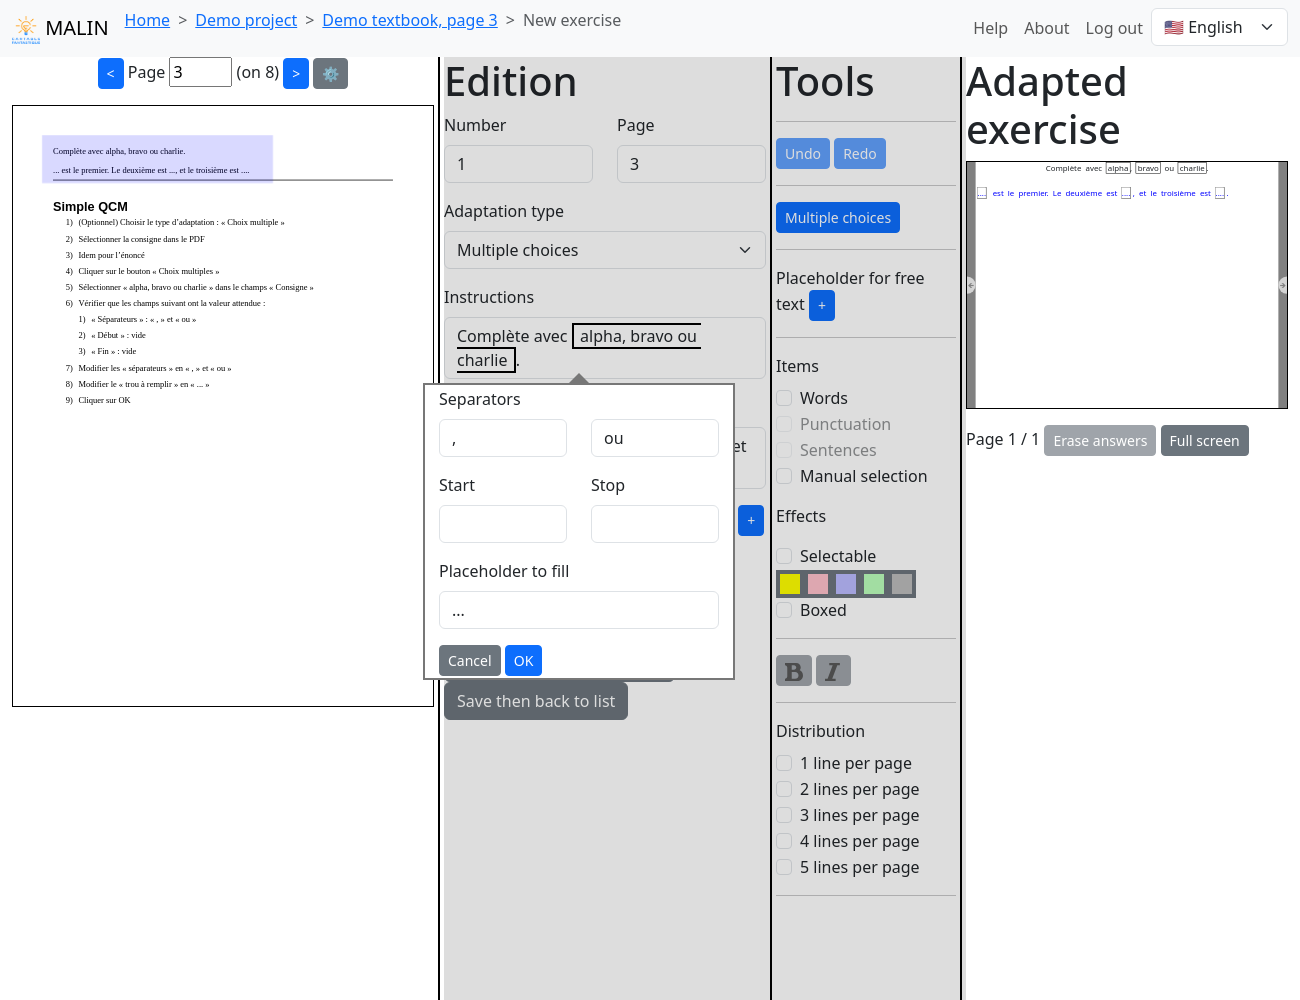 MALIN
Home > Demo project > Demo textbook, page 3 > New exercise
Help About Log out 🇺🇸 English
< Page 3 (on 8) > ⚙️
Complète avec alpha, bravo ou charlie.
... est le premier. Le deuxième est ..., et le troisième est ....
Simple QCM
1) (Optionnel) Choisir le type d’adaptation : « Choix multiple »
2) Sélectionner la consigne dans le PDF
3) Idem pour l’énoncé
4) Cliquer sur le bouton « Choix multiples »
5) Sélectionner « alpha, bravo ou charlie » dans le champs « Consigne »
6) Vérifier que les champs suivant ont la valeur attendue :
1) « Séparateurs » : « , » et « ou »
2) « Début » : vide
3) « Fin » : vide
7) Modifier les « séparateurs » en « , » et « ou »
8) Modifier le « trou à remplir » en « ... »
9) Cliquer sur OK
Edition
Number Page
1 3
Adaptation type
Multiple choices
Instructions
Complète avec alpha, bravo ou
charlie .
et
+
Separators
, ou
Start Stop
Placeholder to fill
...
Cancel OK
Save then back to list
Tools
Undo Redo
Multiple choices
Placeholder for free
text +
Items
Words
Punctuation
Sentences
Manual selection
Effects
Selectable
Boxed
B I
Distribution
1 line per page
2 lines per page
3 lines per page
4 lines per page
5 lines per page
Adapted
exercise
Complète avec alpha, bravo ou charlie.
.... est le premier. Le deuxième est ...., et le troisième est .... .
Page 1 / 1 Erase answers Full screen